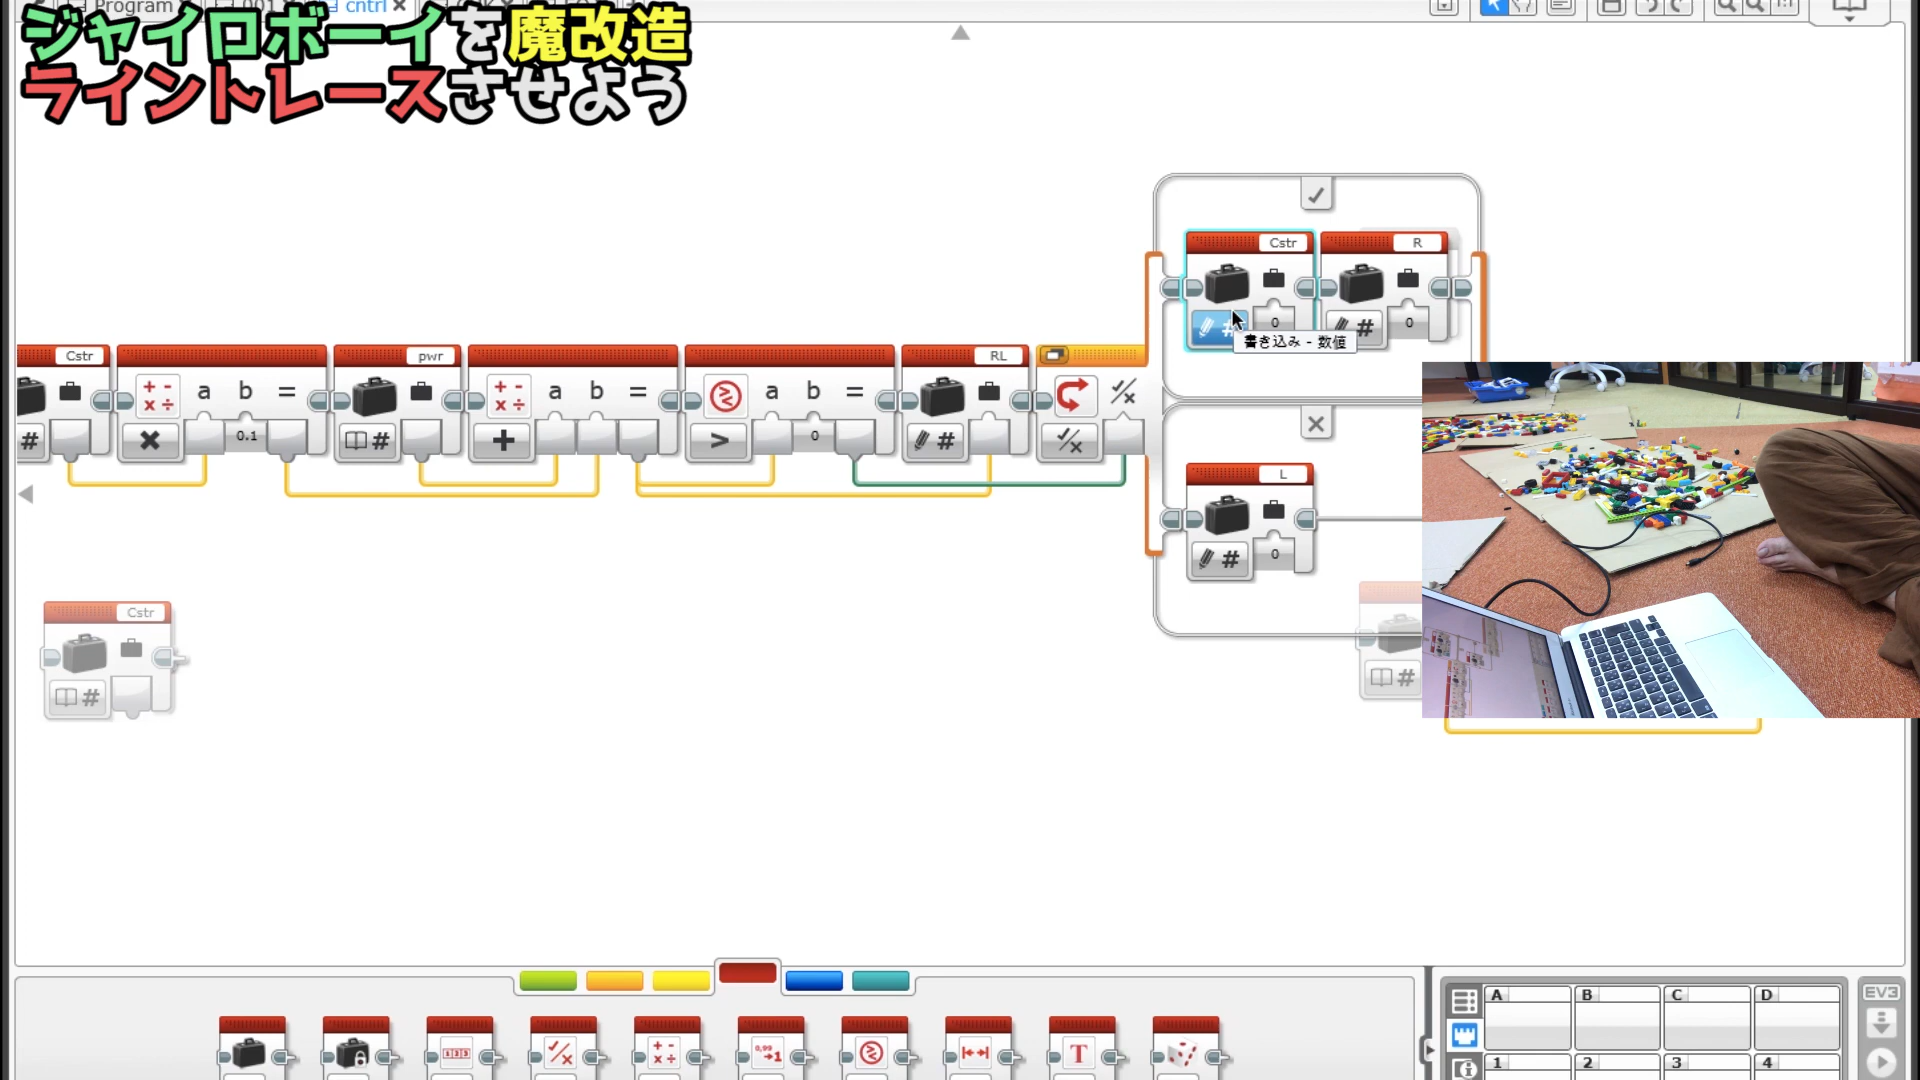 Program
001
cntrl
ジャイロボーイを魔改造
ライントレースさせよう
Cstr R
0 0
書き込み - 数値
Cstr pwr RL
a b = a b = a b =
# 0.1 # 0 #
L
# 0
Cstr
#
#
A B C D
EV3
1 2 3 4